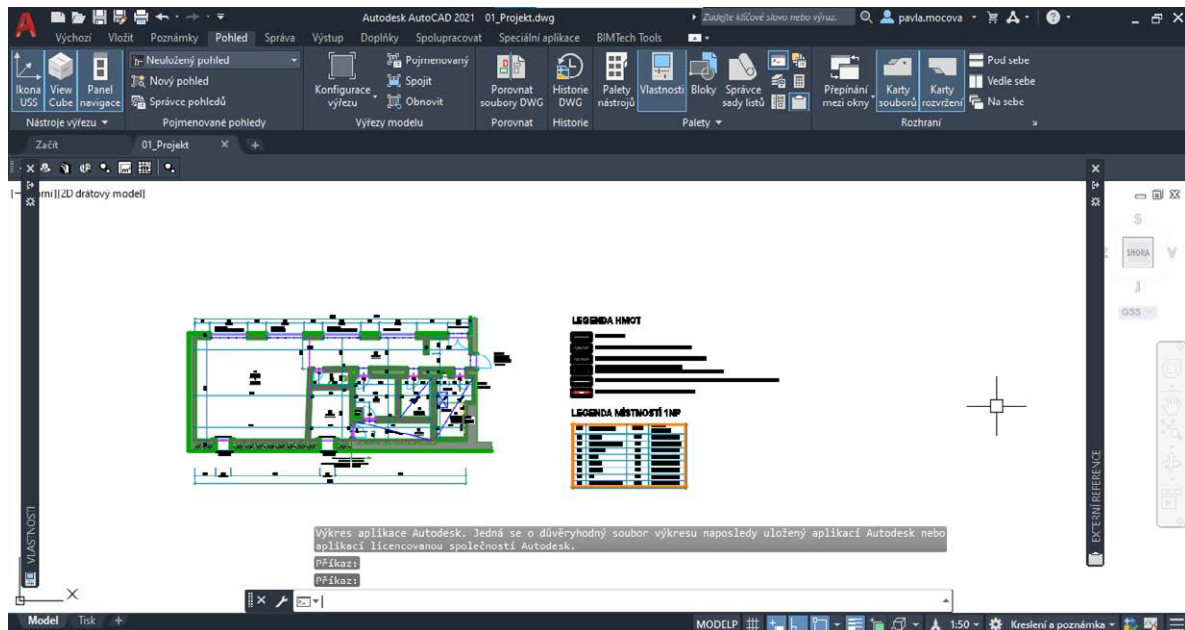 Autodesk AutoCAD 2021 01_Projekt.dwg
Zadejte klíčové slovo nebo výraz.
pavla.mocova
Výchozí Vložit Poznámky Pohled Správa Výstup Doplňky Spolupracovat Speciální aplikace BIMTech Tools
Neuložený pohled
Nový pohled
Správce pohledů
Ikona USS
View Cube
Panel navigace
Konfigurace výřezu
Pojmenovaný
Spojit
Obnovit
Porovnat soubory DWG
Historie DWG
Palety nástrojů
Vlastnosti
Bloky
Správce sady listů
Přepínání mezi okny
Karty souborů
Karty rozvržení
Pod sebe
Vedle sebe
Na sebe
Nástroje výřezu Pojmenované pohledy Výřezy modelu Porovnat Historie Palety Rozhraní
Začít 01_Projekt
][2D drátový model]
S
SHORA
V
J
GSS
LEGENDA HMOT
LEGENDA MÍSTNOSTÍ 1NP
VLASTNOSTI
EXTERNÍ REFERENCE
Výkres aplikace Autodesk. Jedná se o důvěryhodný soubor výkresu naposledy uložený aplikací Autodesk nebo
aplikací licencovanou společností Autodesk.
Příkaz:
Příkaz:
X
Model Tisk
MODELP 1:50 Kreslení a poznámka